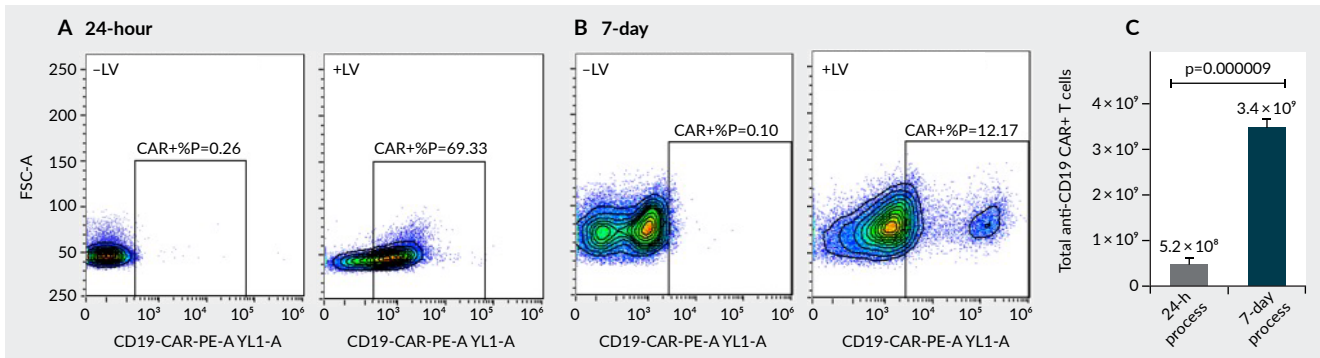 A 24-hour
–LV
CAR+%P=0.26
+LV
CAR+%P=69.33
250
200
150
100
50
250
FSC-A
0 10³ 10⁴ 10⁵ 10⁶
0 10³ 10⁴ 10⁵ 10⁶
CD19-CAR-PE-A YL1-A
CD19-CAR-PE-A YL1-A
B 7-day
–LV
CAR+%P=0.10
+LV
CAR+%P=12.17
0 10³ 10⁴ 10⁵ 10⁶
0 10³ 10⁴ 10⁵ 10⁶
CD19-CAR-PE-A YL1-A
CD19-CAR-PE-A YL1-A
C
p=0.000009
Total anti-CD19 CAR+ T cells
4 × 10⁹
3 × 10⁹
2 × 10⁹
1 × 10⁹
0
5.2 × 10⁸
3.4 × 10⁹
24-h
process
7-day
process